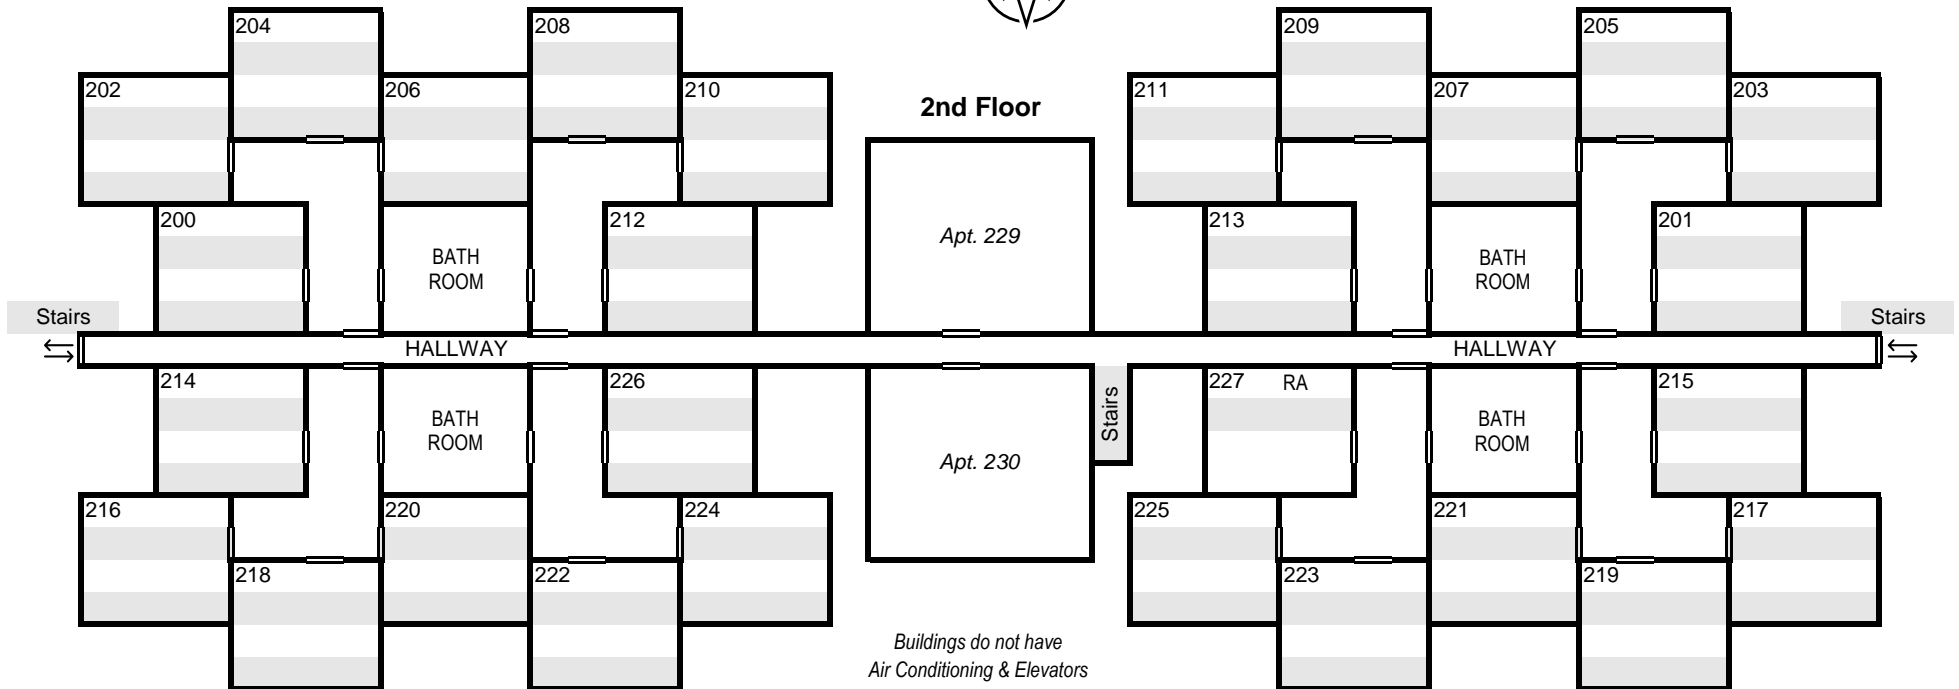 204 208 209 205
202 206 210 211 207 203
2nd Floor
200 212 213 201
Apt. 229
BATH
ROOM
BATH
ROOM
Stairs Stairs
HALLWAY HALLWAY
214 226 227 RA 215
BATH
ROOM
Stairs
BATH
ROOM
Apt. 230
216 220 224 225 221 217
218 222 223 219
Buildings do not have
Air Conditioning & Elevators